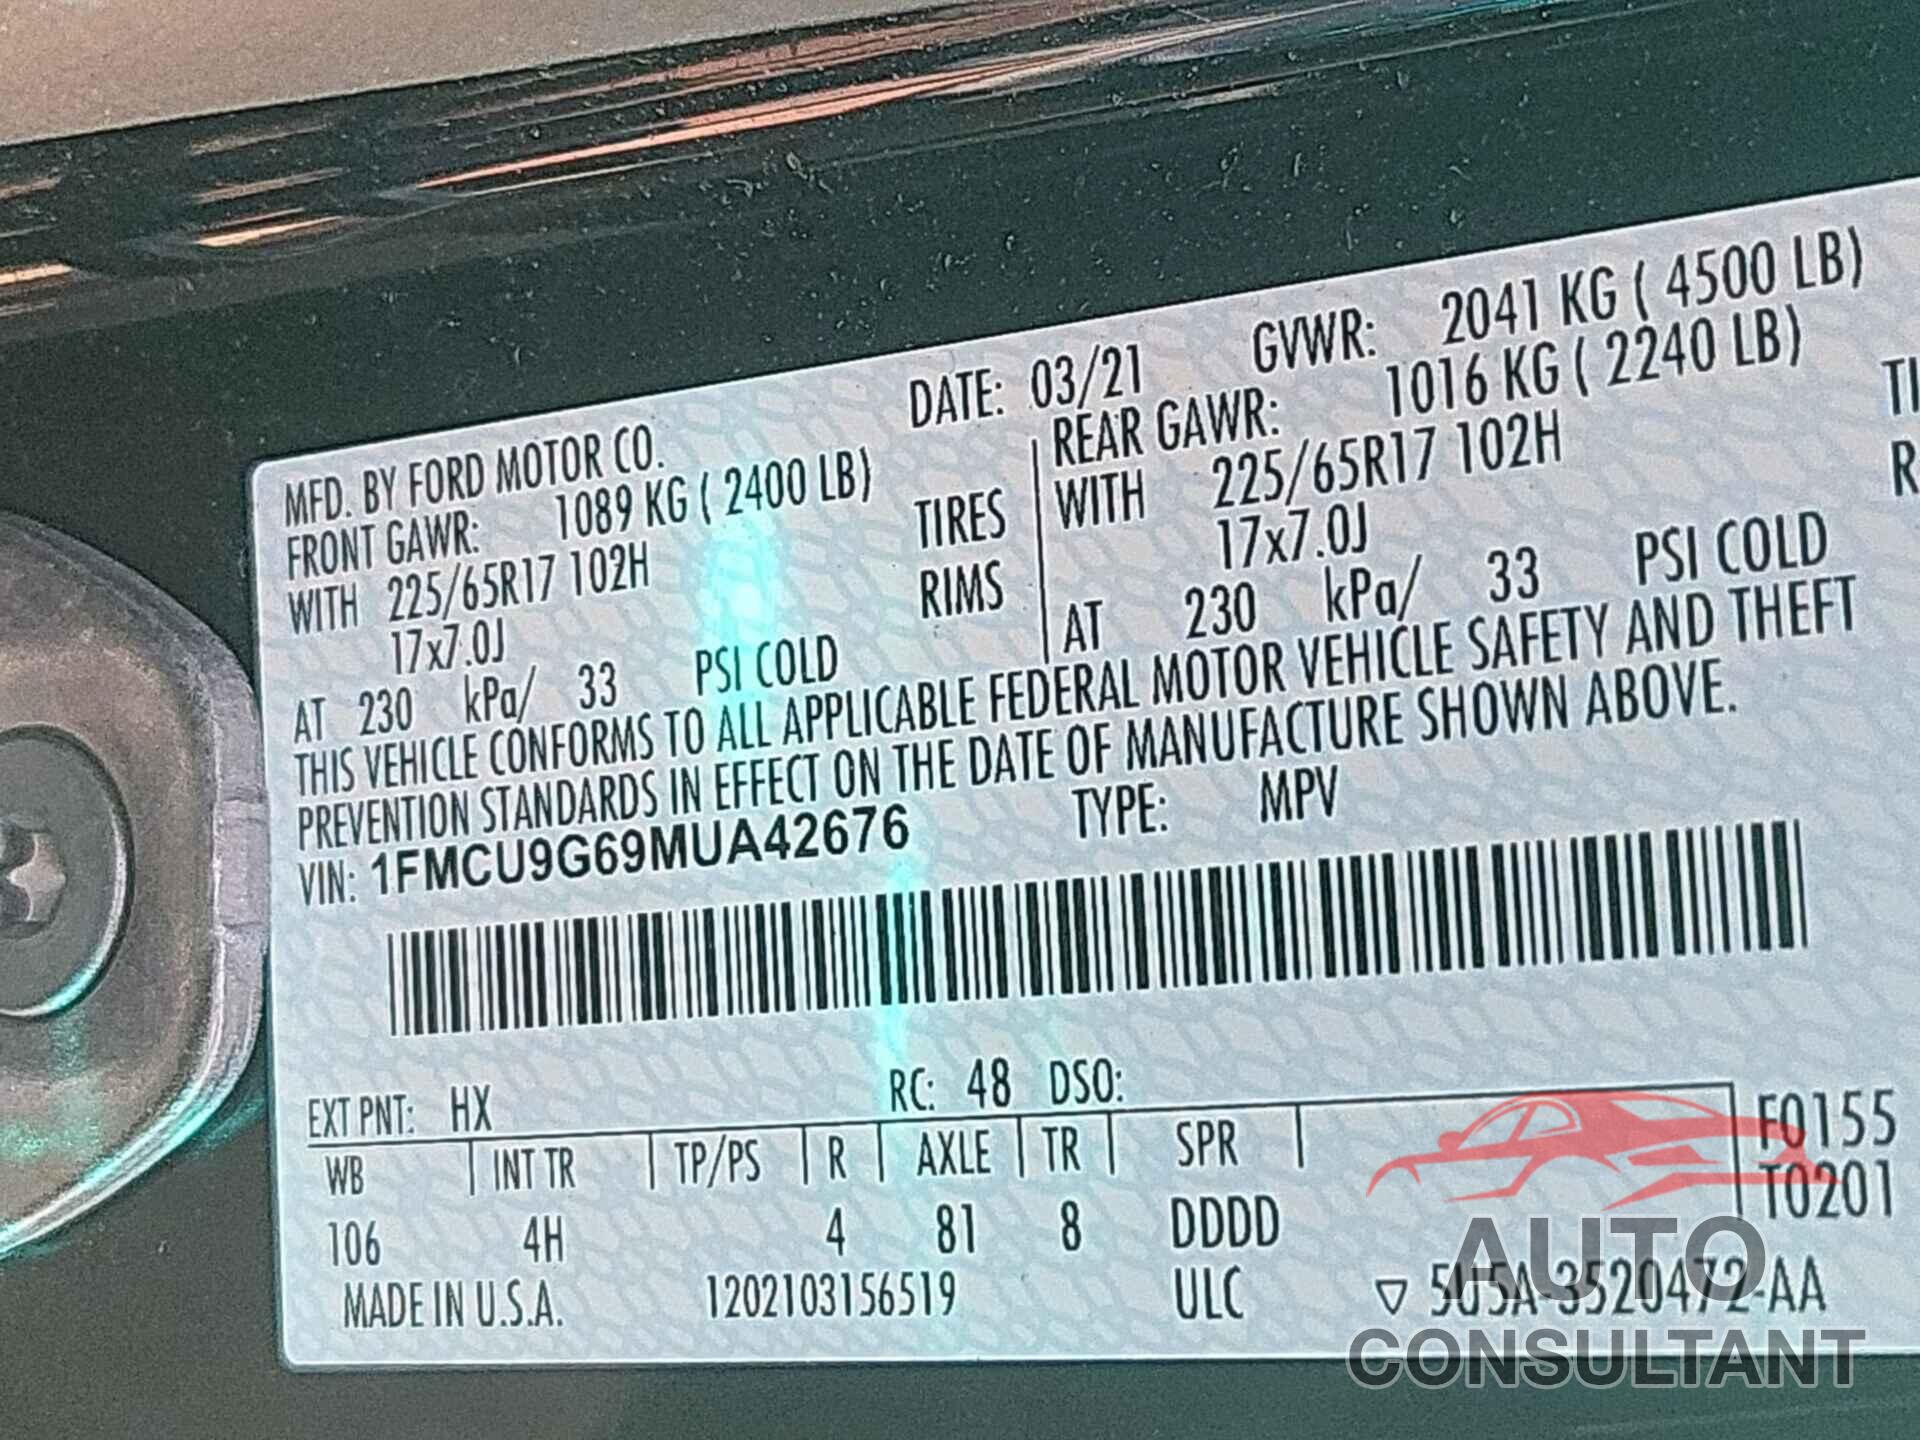 MFD. BY FORD MOTOR CO.
DATE: 03/21
GVWR: 2041 KG ( 4500 LB)
FRONT GAWR: 1089 KG ( 2400 LB)
REAR GAWR: 1016 KG ( 2240 LB)
WITH 225/65R17 102H
TIRES
WITH 225/65R17 102H
TI
17x7.0J
RIMS
17x7.0J
R
AT 230 kPa/ 33 PSI COLD
AT 230 kPa/ 33 PSI COLD
THIS VEHICLE CONFORMS TO ALL APPLICABLE FEDERAL MOTOR VEHICLE SAFETY AND THEFT
PREVENTION STANDARDS IN EFFECT ON THE DATE OF MANUFACTURE SHOWN ABOVE.
VIN: 1FMCU9G69MUA42676
TYPE: MPV
EXT PNT: HX
RC: 48 DSO:
WB INT TR TP/PS R AXLE TR SPR
F0155
106 4H 4 81 8 DDDD
T0201
MADE IN U.S.A. 1202103156519 ULC
▽ 5U5A-3520472-AA
AUTO
CONSULTANT